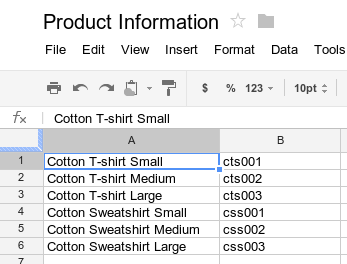 Product Information
File Edit View Insert Format Data Tools
$ % 123 10pt
fx Cotton T-shirt Small
A B
1 Cotton T-shirt Small cts001
2 Cotton T-shirt Medium cts002
3 Cotton T-shirt Large cts003
4 Cotton Sweatshirt Small css001
5 Cotton Sweatshirt Medium css002
6 Cotton Sweatshirt Large css003
7